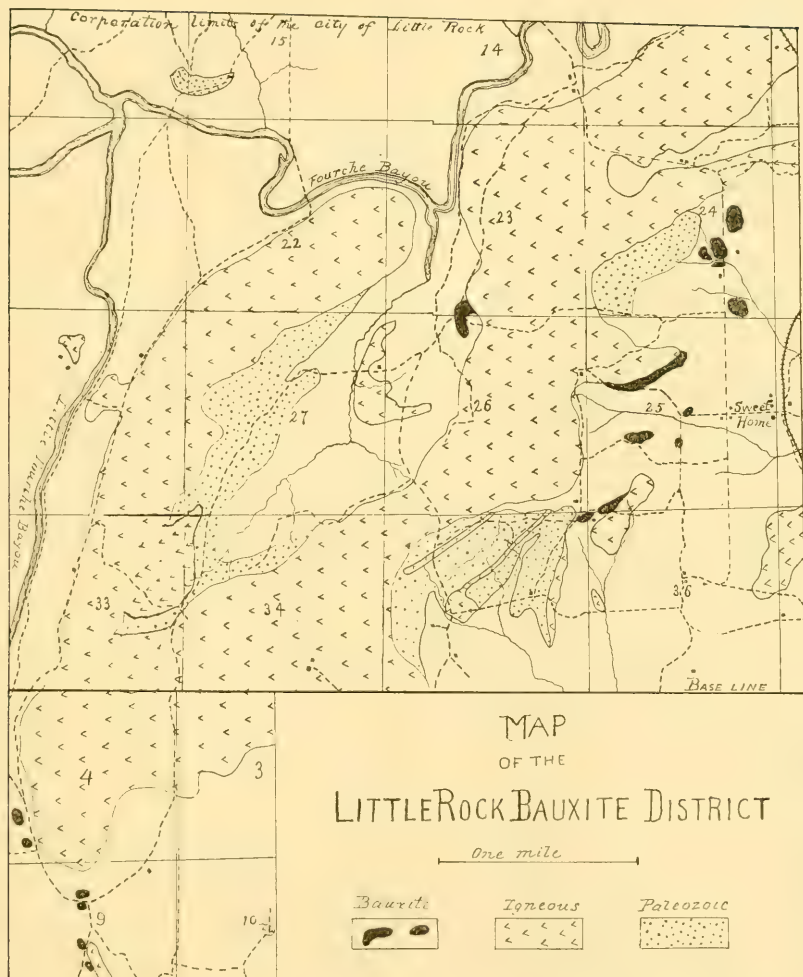 Corporation limits of the city of Little Rock
15
14
Fourche Bayou
24
23
22
Little Fourche Bayou
27
26
25
Sweet
Home
33
34
36
BASE LINE
4
3
9
10
MAP
OF THE
LITTLE ROCK BAUXITE DISTRICT
One mile
Bauxite
Igneous
Paleozoic